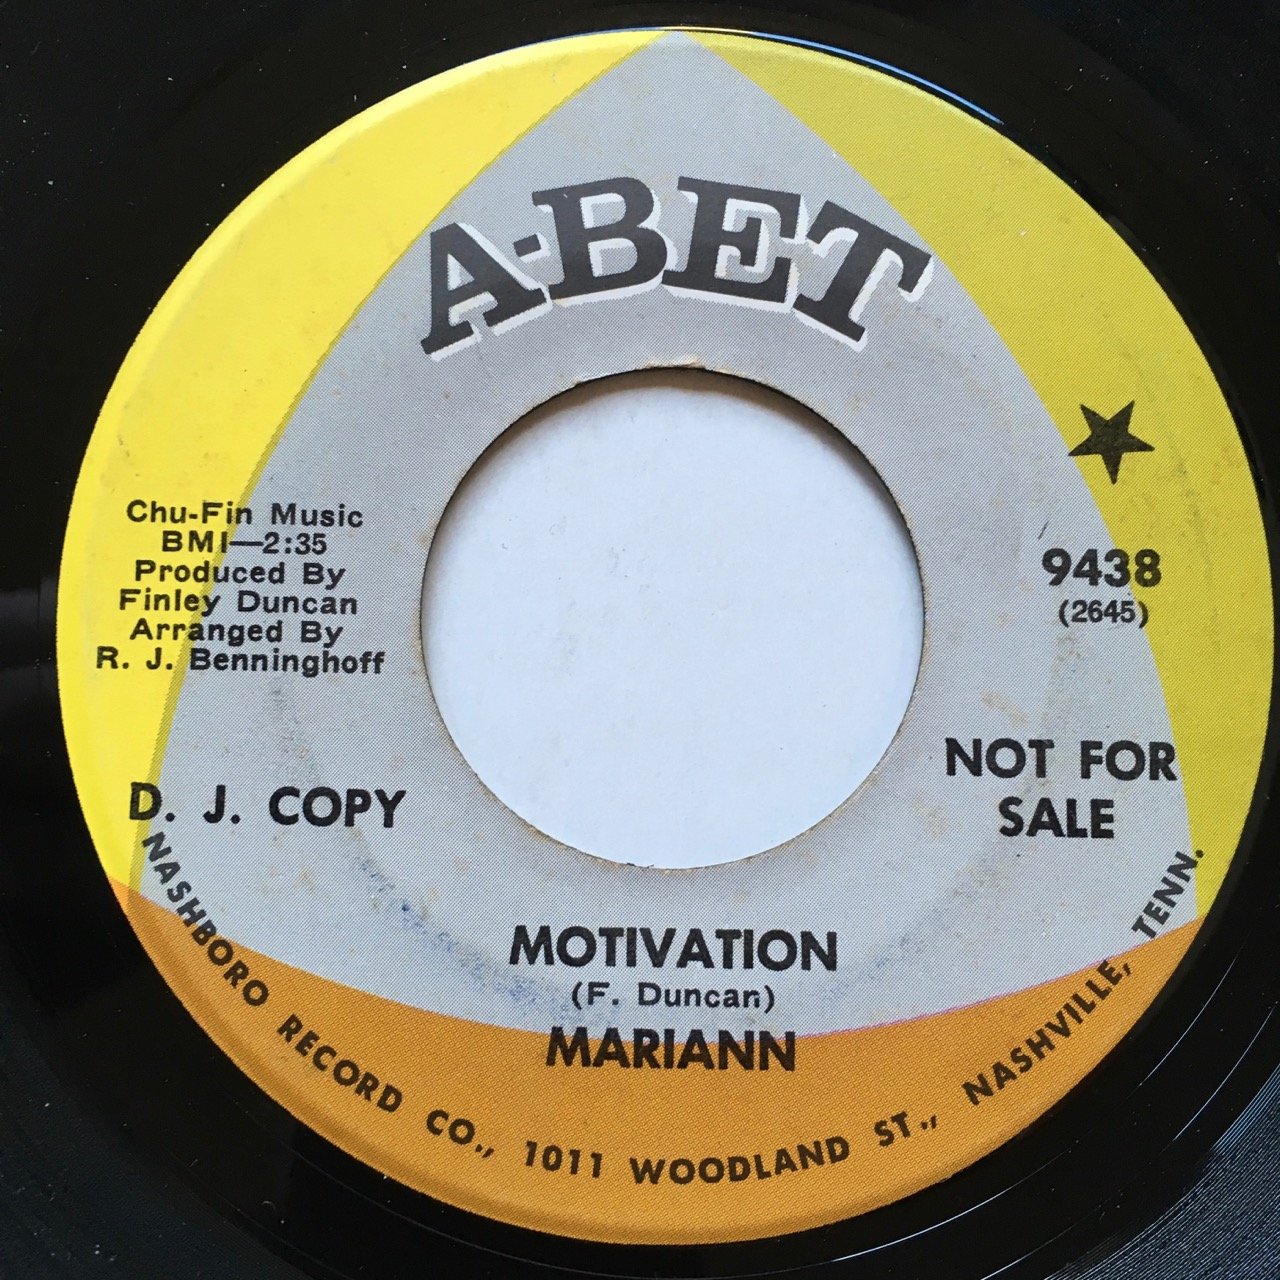 A-BET
Chu-Fin Music
BMI—2:35
Produced By
Finley Duncan
Arranged By
R. J. Benninghoff
9438
(2645)
D. J. COPY
NOT FOR
SALE
MOTIVATION
(F. Duncan)
MARIANN
NASHBORO RECORD CO., 1011 WOODLAND ST., NASHVILLE, TENN.